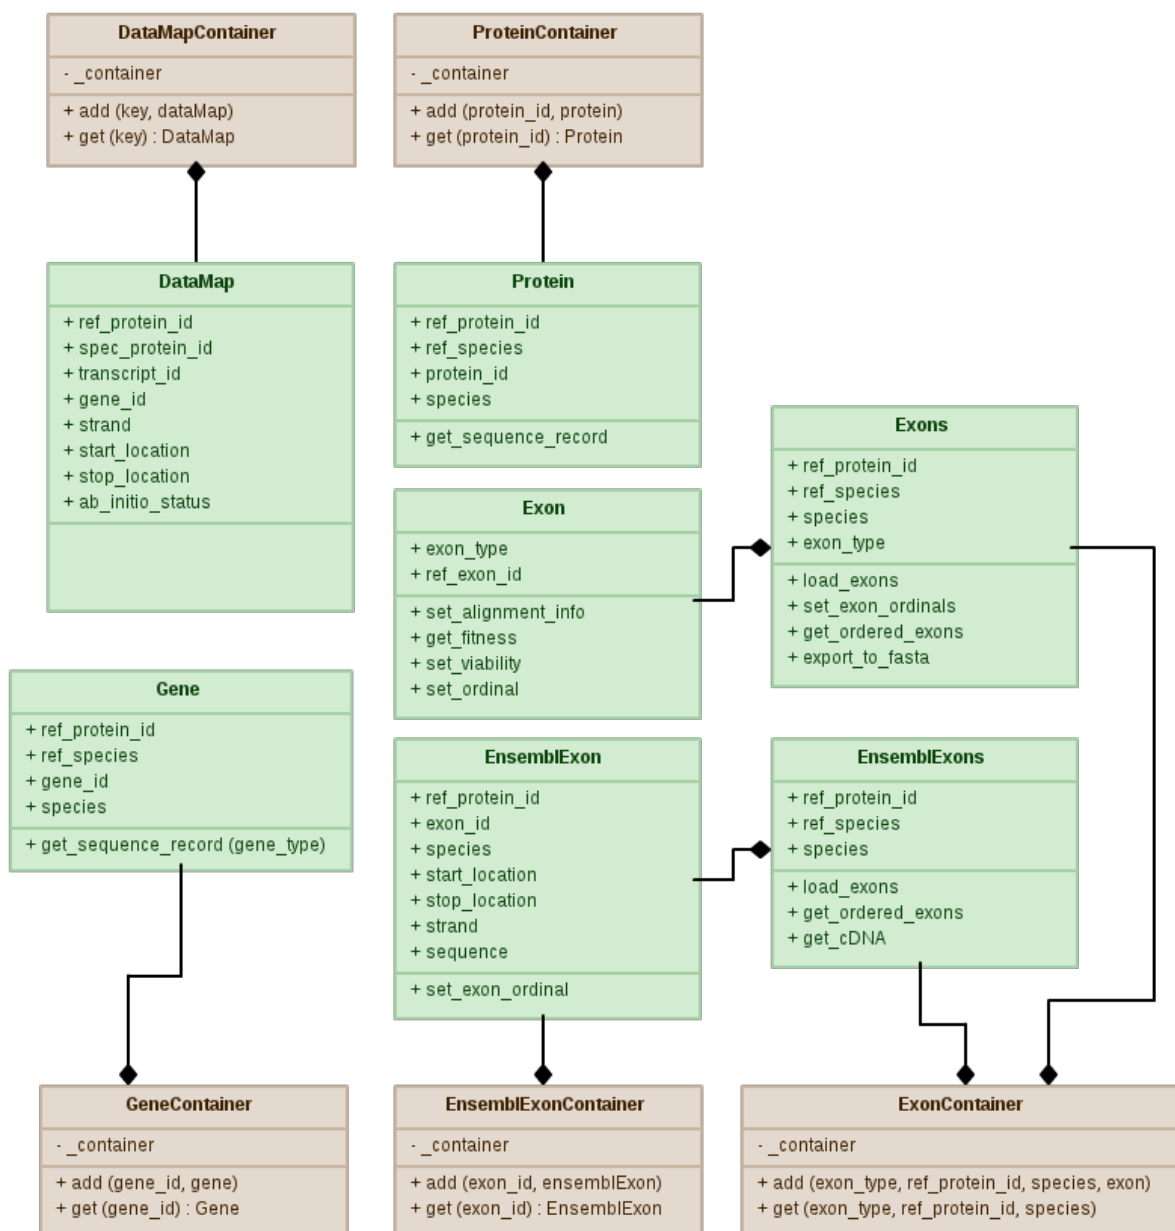 DataMapContainer
- _container
+ add (key, dataMap)
+ get (key) : DataMap
ProteinContainer
- _container
+ add (protein_id, protein)
+ get (protein_id) : Protein
DataMap
+ ref_protein_id
+ spec_protein_id
+ transcript_id
+ gene_id
+ strand
+ start_location
+ stop_location
+ ab_initio_status
Protein
+ ref_protein_id
+ ref_species
+ protein_id
+ species
+ get_sequence_record
Exons
+ ref_protein_id
+ ref_species
+ species
+ exon_type
+ load_exons
+ set_exon_ordinals
+ get_ordered_exons
+ export_to_fasta
Exon
+ exon_type
+ ref_exon_id
+ set_alignment_info
+ get_fitness
+ set_viability
+ set_ordinal
Gene
+ ref_protein_id
+ ref_species
+ gene_id
+ species
+ get_sequence_record (gene_type)
EnsemblExon
+ ref_protein_id
+ exon_id
+ species
+ start_location
+ stop_location
+ strand
+ sequence
+ set_exon_ordinal
EnsemblExons
+ ref_protein_id
+ ref_species
+ species
+ load_exons
+ get_ordered_exons
+ get_cDNA
GeneContainer
- _container
+ add (gene_id, gene)
+ get (gene_id) : Gene
EnsemblExonContainer
- _container
+ add (exon_id, ensemblExon)
+ get (exon_id) : EnsemblExon
ExonContainer
- _container
+ add (exon_type, ref_protein_id, species, exon)
+ get (exon_type, ref_protein_id, species)